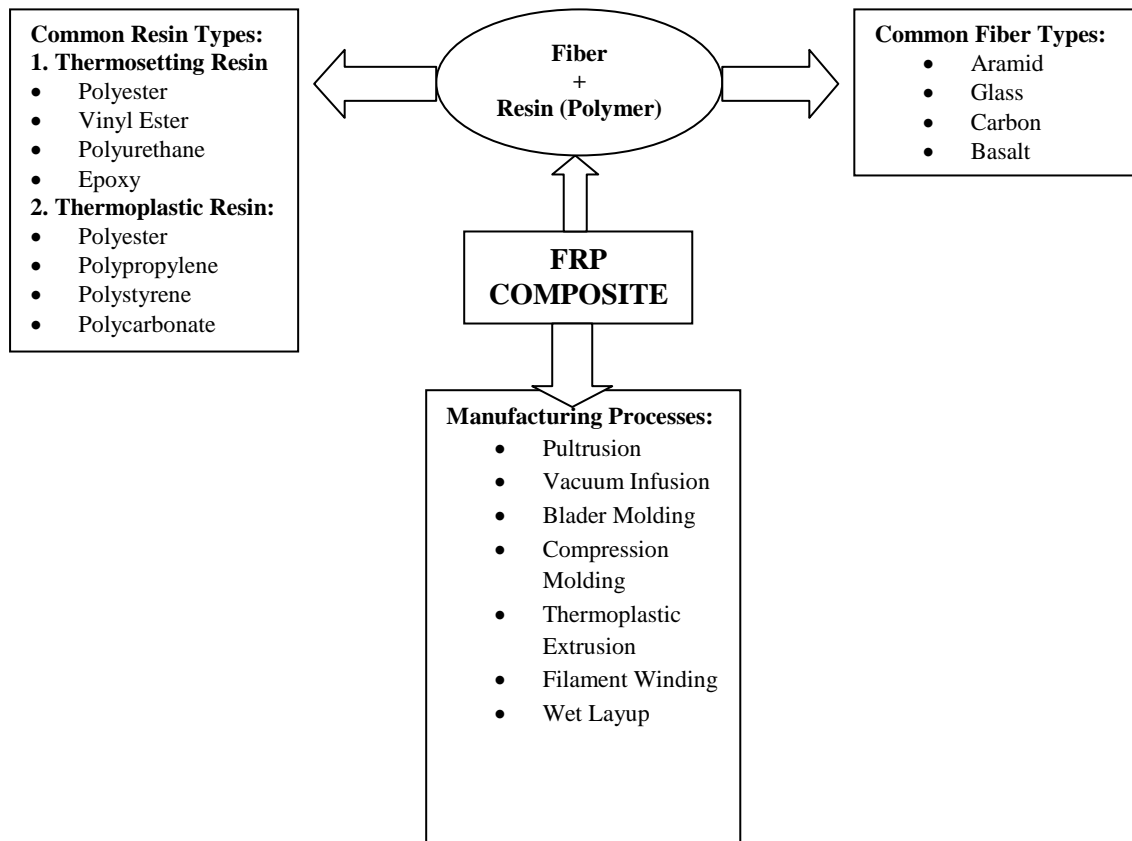 Common Resin Types:
1. Thermosetting Resin
• Polyester
• Vinyl Ester
• Polyurethane
• Epoxy
2. Thermoplastic Resin:
• Polyester
• Polypropylene
• Polystyrene
• Polycarbonate
Fiber
+
Resin (Polymer)
Common Fiber Types:
• Aramid
• Glass
• Carbon
• Basalt
FRP
COMPOSITE
Manufacturing Processes:
• Pultrusion
• Vacuum Infusion
• Blader Molding
• Compression
Molding
• Thermoplastic
Extrusion
• Filament Winding
• Wet Layup